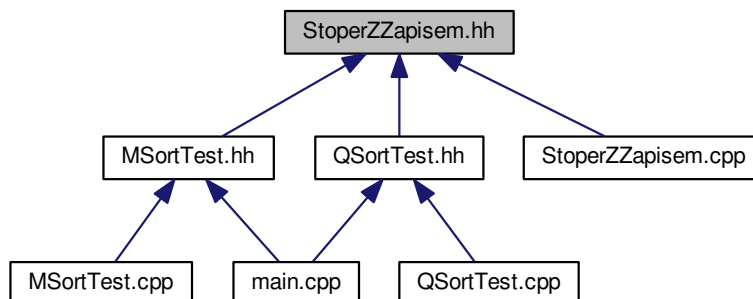 StoperZZapisem.hh
MSortTest.hh
QSortTest.hh
StoperZZapisem.cpp
MSortTest.cpp
main.cpp
QSortTest.cpp